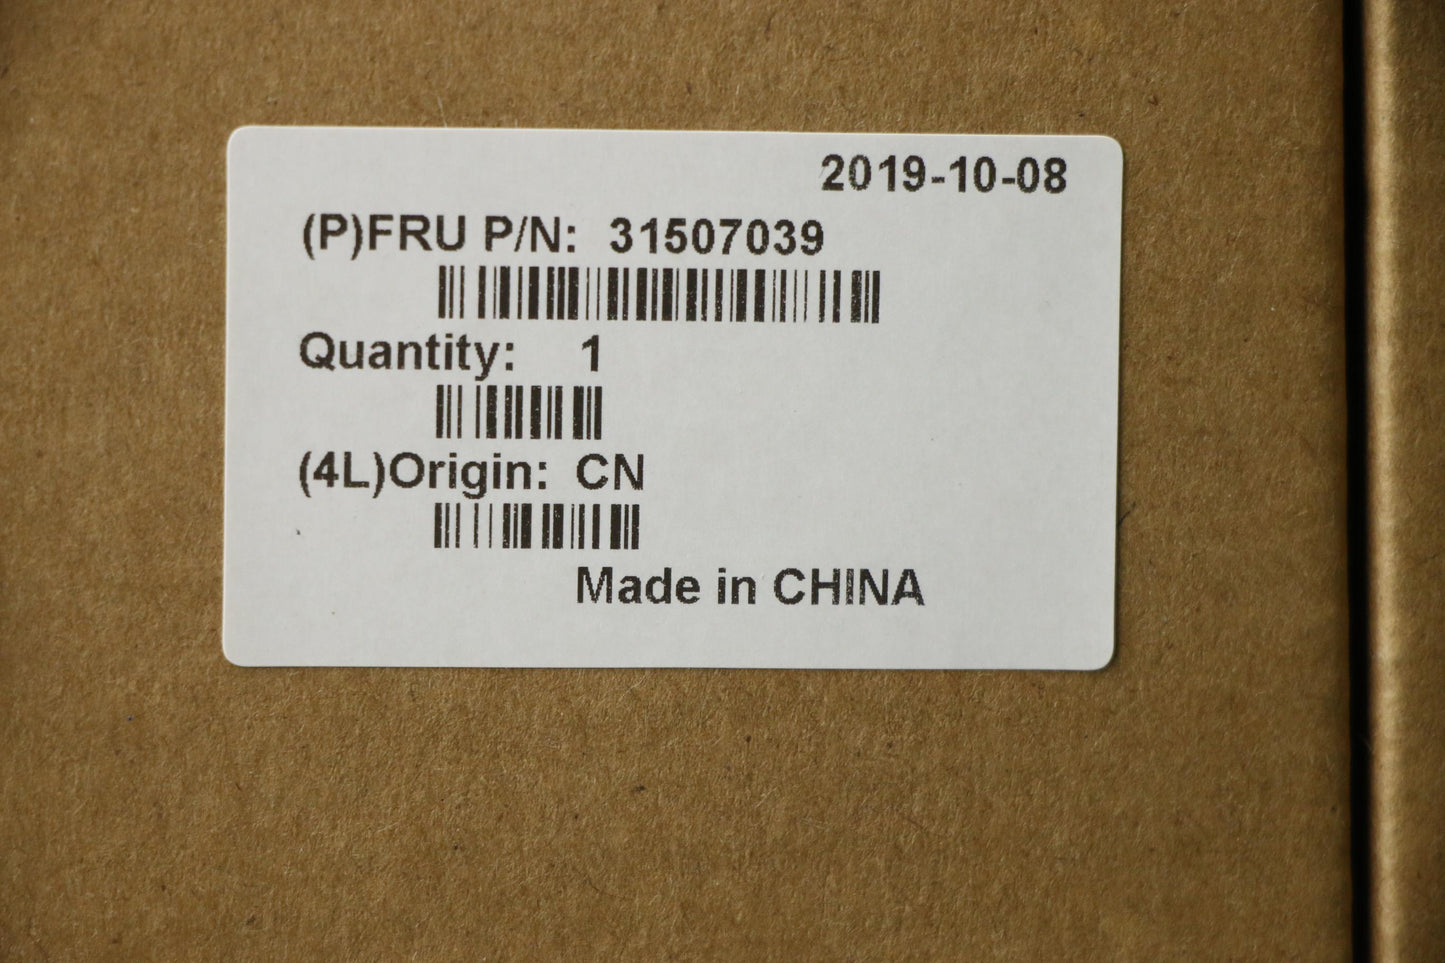 2019-10-08
(P)FRU P/N: 31507039
Quantity: 1
(4L)Origin: CN
Made in CHINA